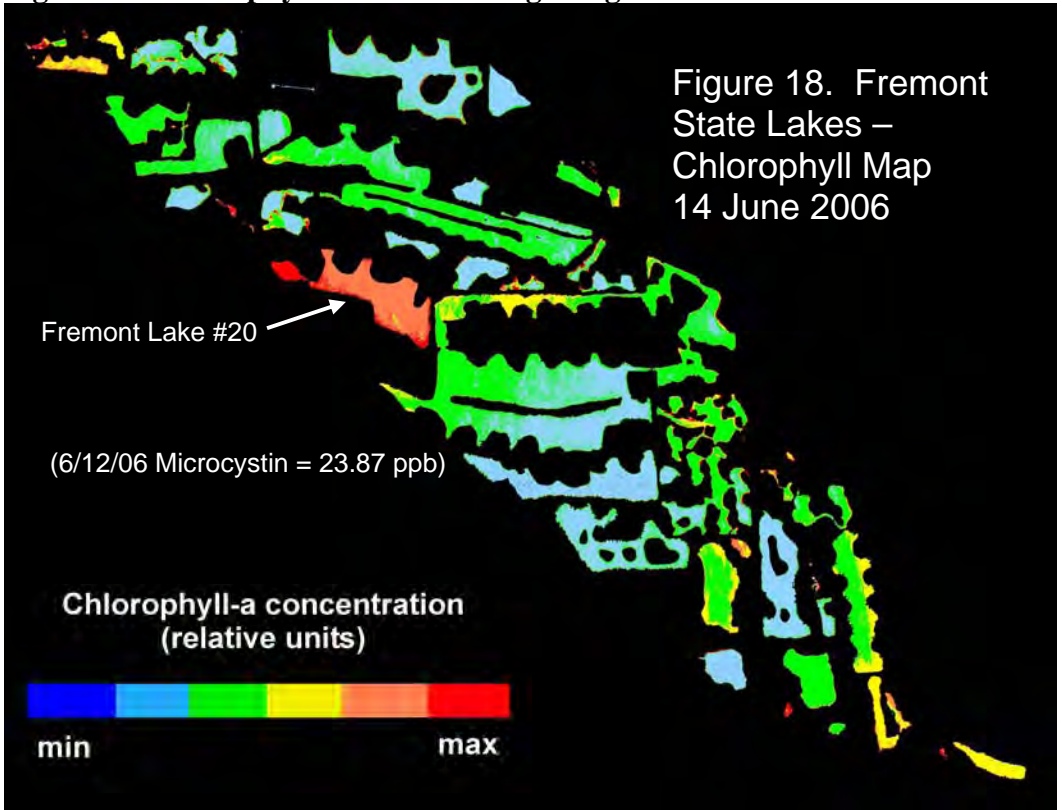 Figure 18. Fremont
State Lakes –
Chlorophyll Map
14 June 2006
Fremont Lake #20
(6/12/06 Microcystin = 23.87 ppb)
Chlorophyll-a concentration
(relative units)
min max